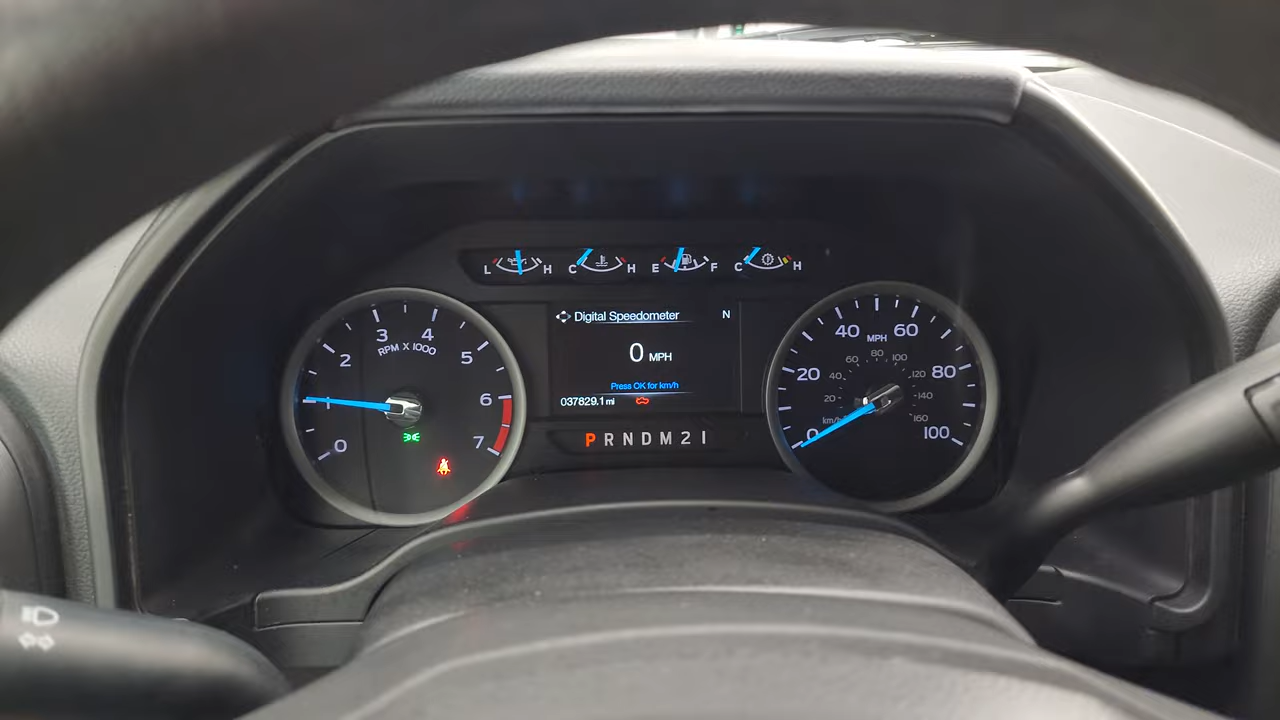 L H C H E F C H
Digital Speedometer N
0 MPH
Press OK for km/h
037829.1 mi
P R N D M 2 1
0 1 2 3 4 5 6 7
RPM X 1000
0 20 40 60 80 100
MPH
20 40 60 80 100 120 140 160
km/h